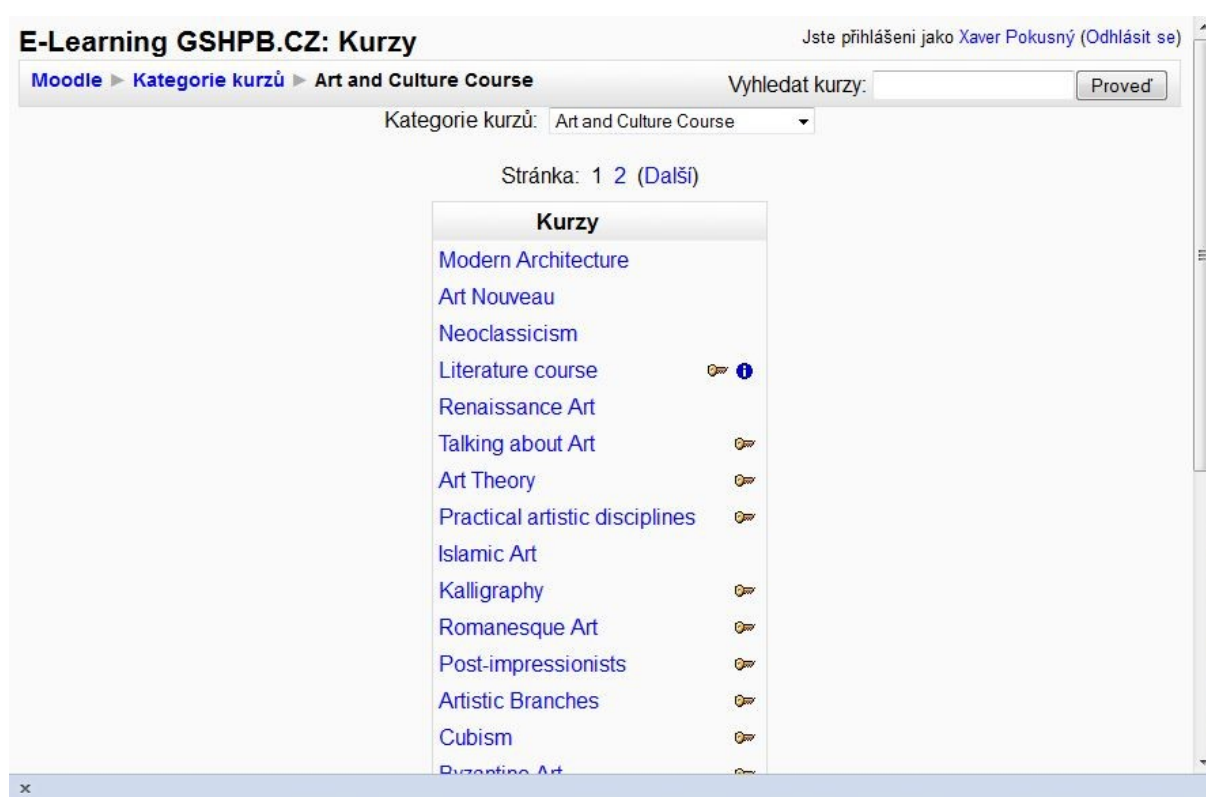 E-Learning GSHPB.CZ: Kurzy
Jste přihlášeni jako Xaver Pokusný (Odhlásit se)
Moodle ► Kategorie kurzů ► Art and Culture Course
Vyhledat kurzy: Proveď
Kategorie kurzů: Art and Culture Course
Stránka: 1 2 (Další)
Kurzy
Modern Architecture
Art Nouveau
Neoclassicism
Literature course
Renaissance Art
Talking about Art
Art Theory
Practical artistic disciplines
Islamic Art
Kalligraphy
Romanesque Art
Post-impressionists
Artistic Branches
Cubism
Byzantine Art